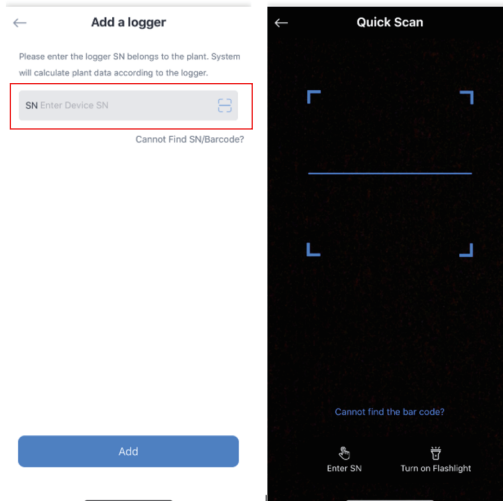 Add a logger
Please enter the logger SN belongs to the plant. System
will calculate plant data according to the logger.
SN Enter Device SN
Cannot Find SN/Barcode?
Add
Quick Scan
Cannot find the bar code?
Enter SN
Turn on Flashlight